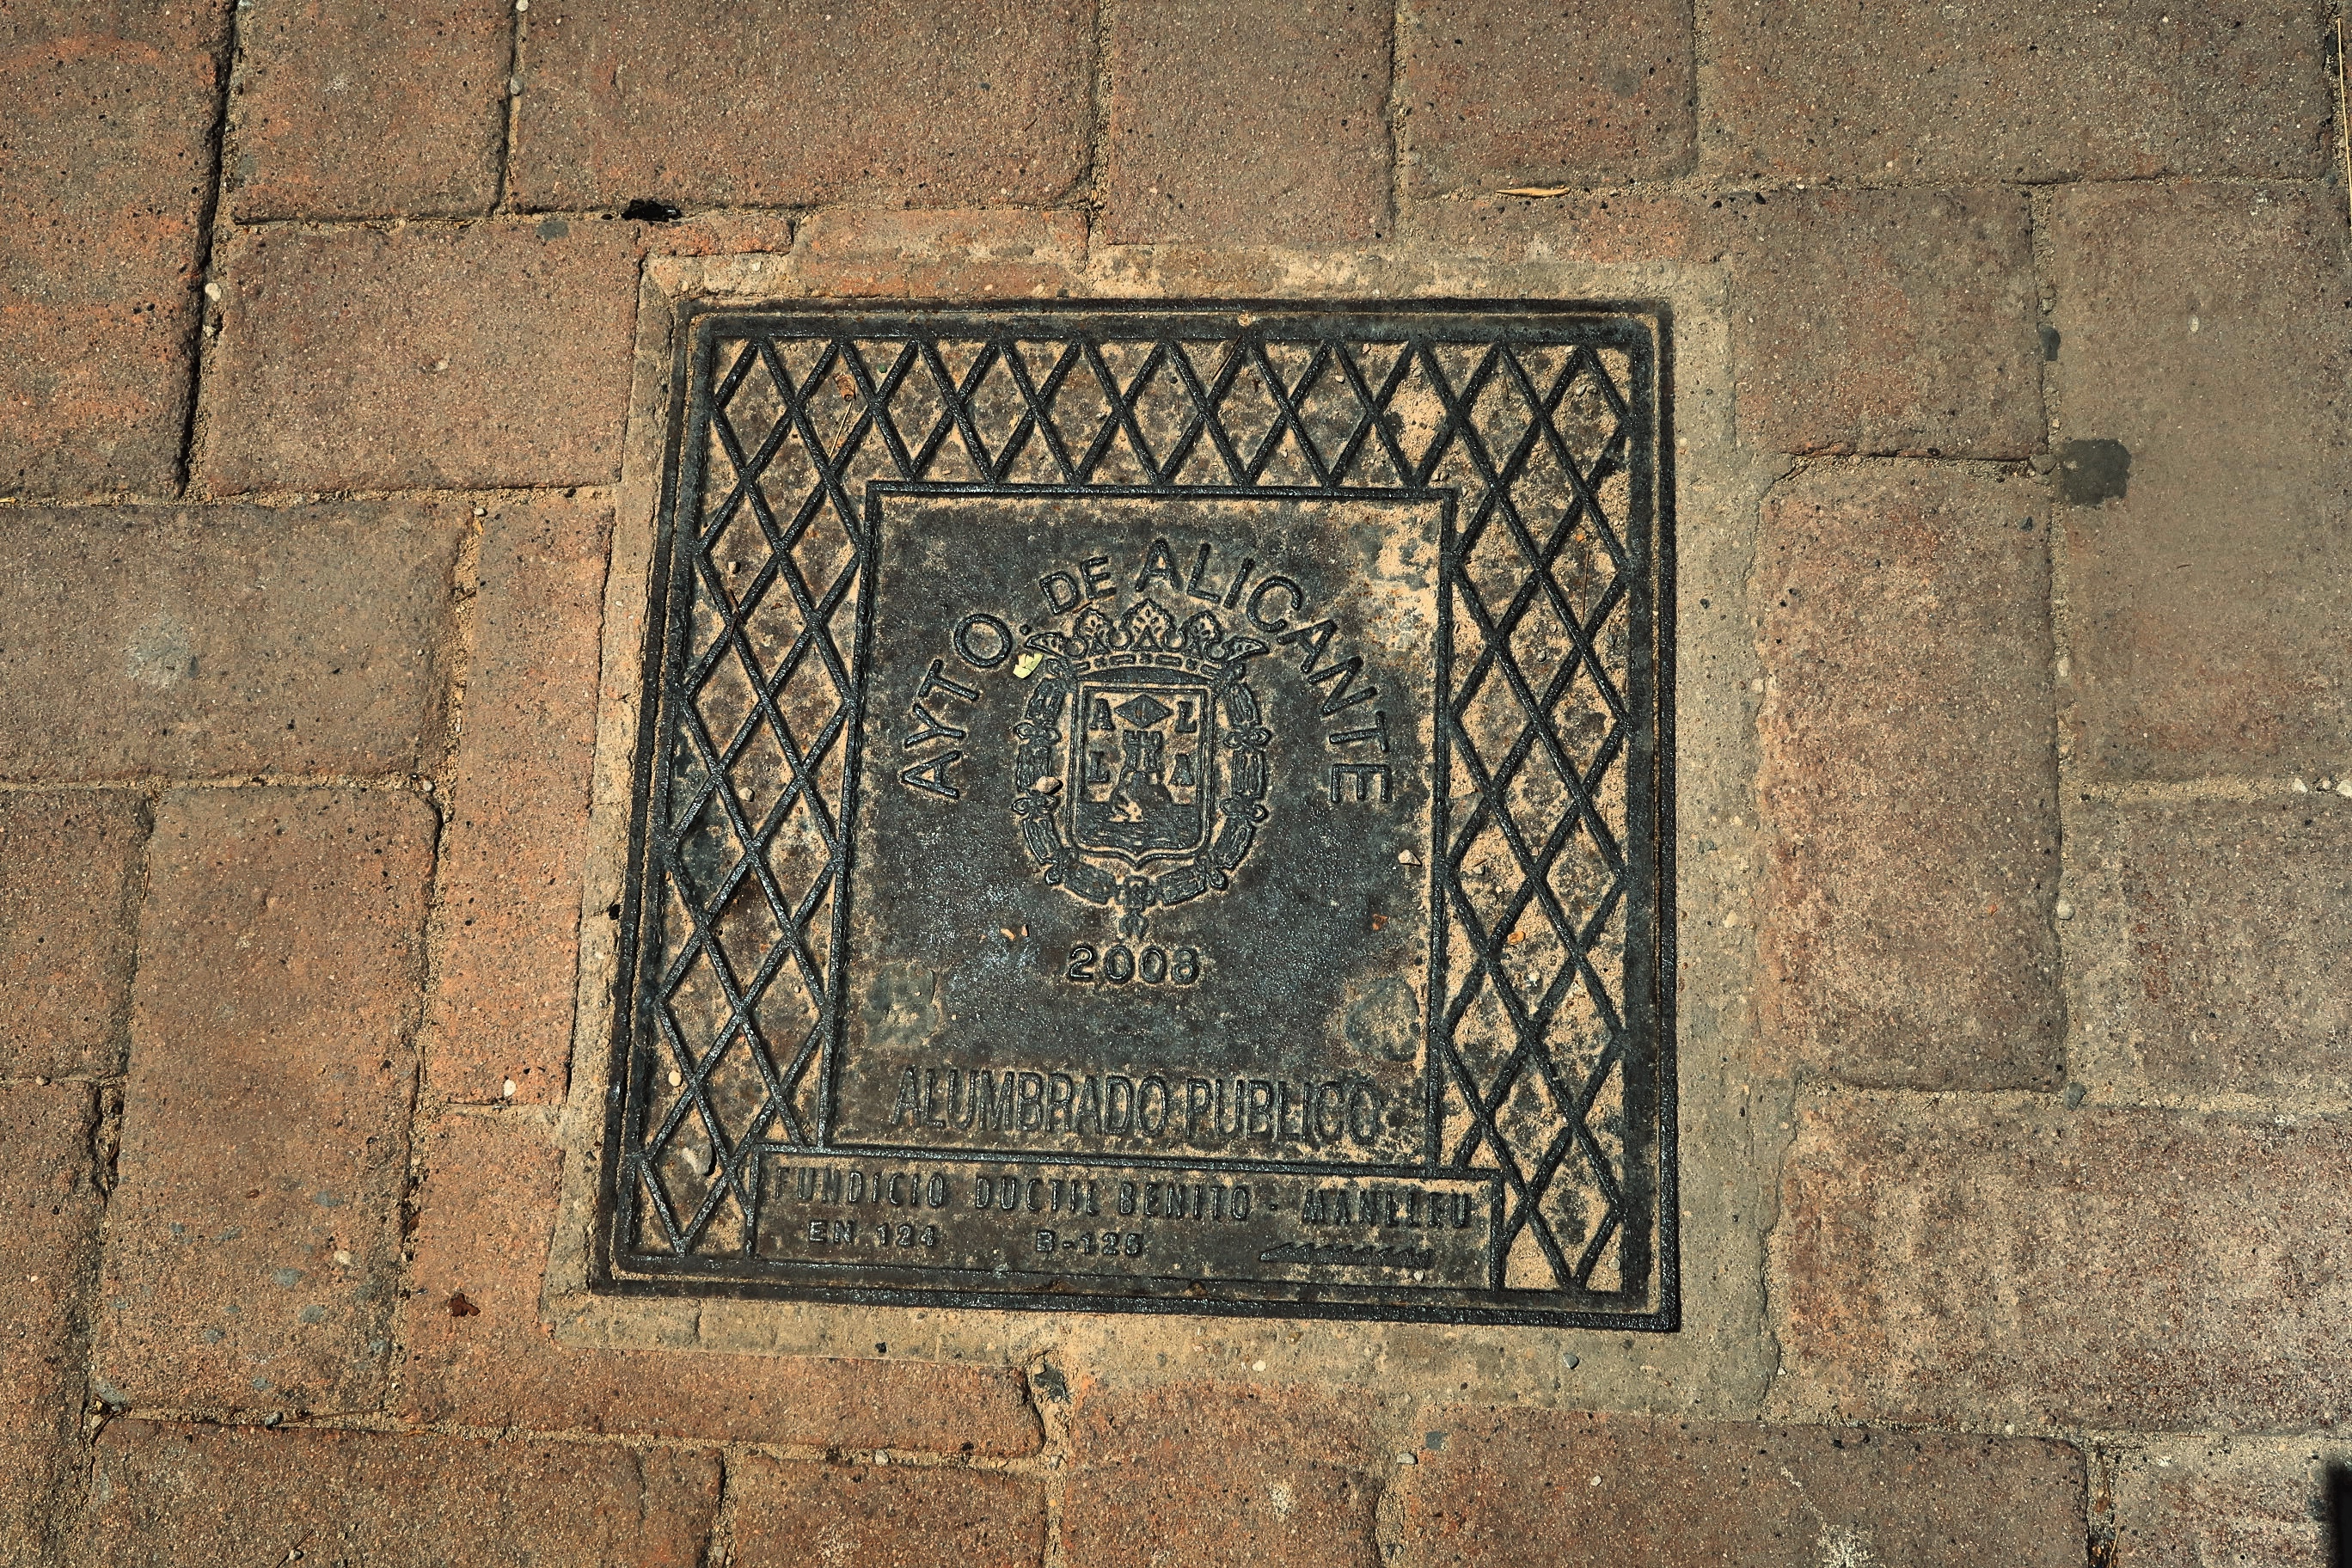 AYTO. DE ALICANTE
A L
L A
2008
ALUMBRADO PUBLICO
FUNDICIO DUCTIL BENITO - MANLLEU
EN 124 B-125